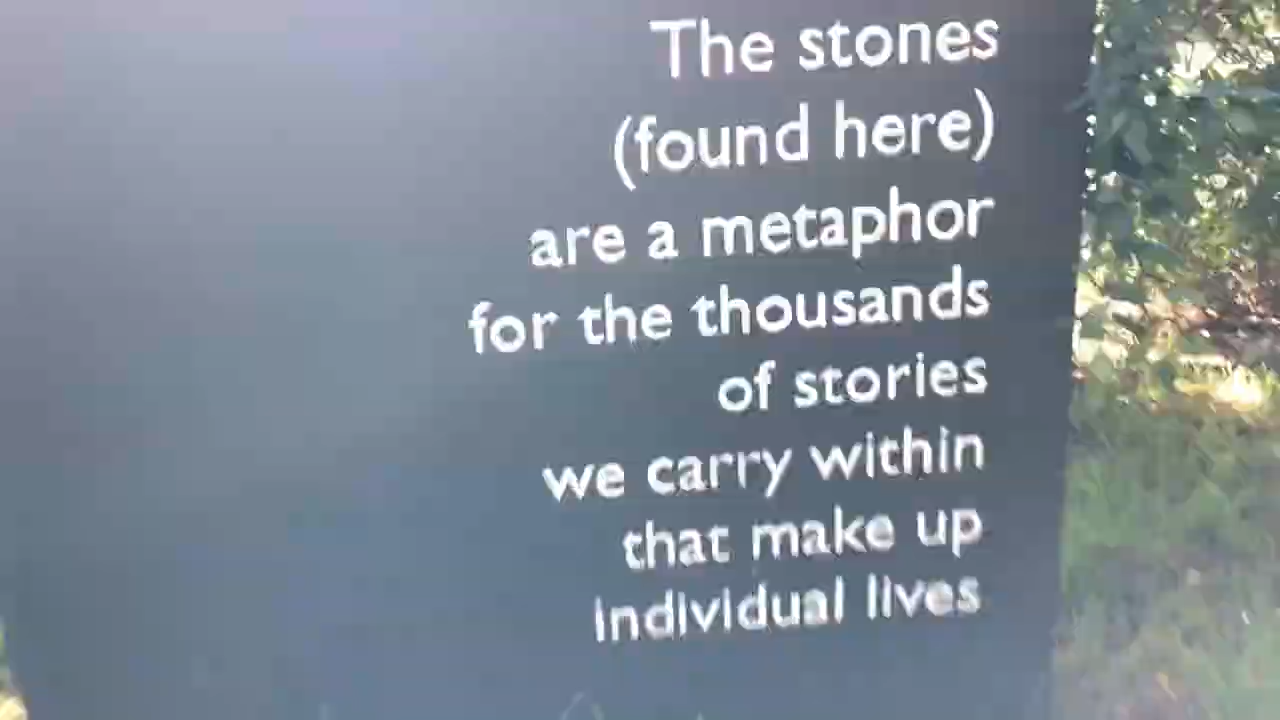 The stones
(found here)
are a metaphor
for the thousands
of stories
we carry within
that make up
individual lives